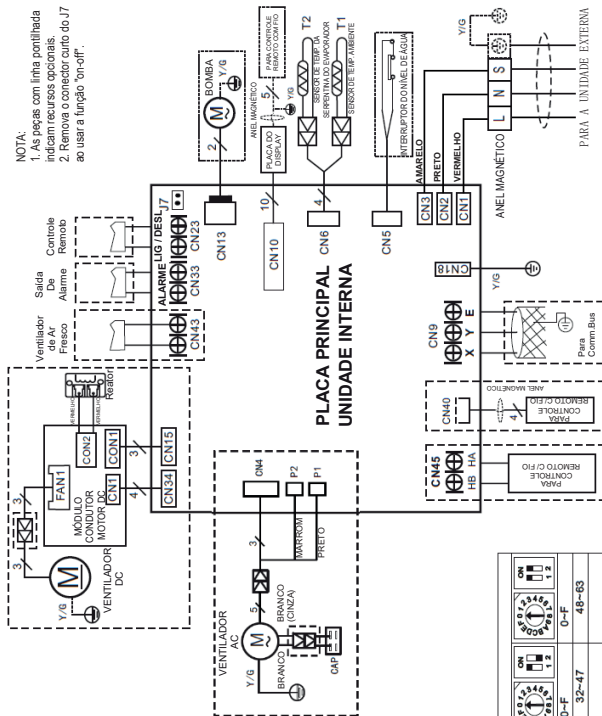 NOTA:
1. As peças com linha pontilhada
indicam recursos opcionais.
2. Remova o conector curto do J7
ao usar a função "on-off".
Controle
Remoto
Saída
De
Alarme
Ventilador
de Ar
Fresco
J7
ALARME LIG / DESL
CN23
CN33
CN43
BOMBA
M
Y/G
2
CN13
PARA CONTROLE
REMOTO COM FIO
ANEL MAGNÉTICO
5
Y/G
PLACA DO
DISPLAY
10
CN10
T2
T1
SENSOR DE TEMP. DA
SERPENTINA DO EVAPORADOR
SENSOR DE TEMP. AMBIENTE
4
CN6
INTERRUPTOR DO NÍVEL DE ÁGUA
CN5
AMARELO
PRETO
VERMELHO
CN3
CN2
CN1
L
N
S
Y/G
ANEL MAGNÉTICO
PARA A UNIDADE EXTERNA
PLACA PRINCIPAL
UNIDADE INTERNA
CN18
Y/G
CN9
X Y E
Para
Comm.Bus
CN40
ANEL MAGNÉTICO
4
PARA
CONTROLE
REMOTO C/ FIO
CN45
HB HA
PARA
CONTROLE
REMOTO C/ FIO
Reator
VERMELHO
VERMELHO
CON2
CON1
CN1
FAN1
MÓDULO
CONDUTOR
MOTOR DC
3
3
3
4
CN15
CN34
M
Y/G
VENTILADOR
DC
CN4
P2
P1
MARROM
PRETO
3
5
VENTILADOR
AC
M
Y/G
BRANCO
BRANCO
(CINZA)
CAP
ON
1 2
0~F
48~63
ON
1 2
0~F
32~47